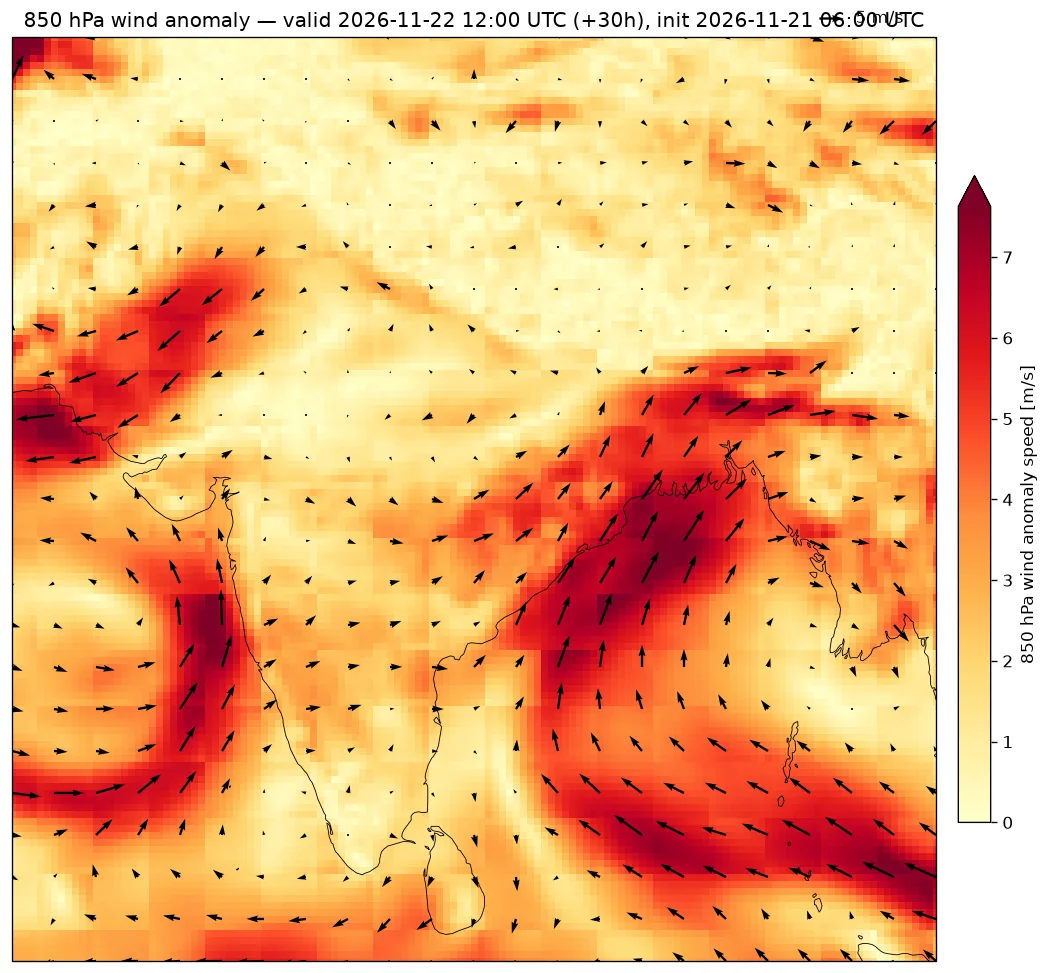 850 hPa wind anomaly — valid 2026-11-22 12:00 UTC (+30h), init 2026-11-21 06:00 UTC
5 m/s
7
6
5
4
3
2
1
0
850 hPa wind anomaly speed [m/s]